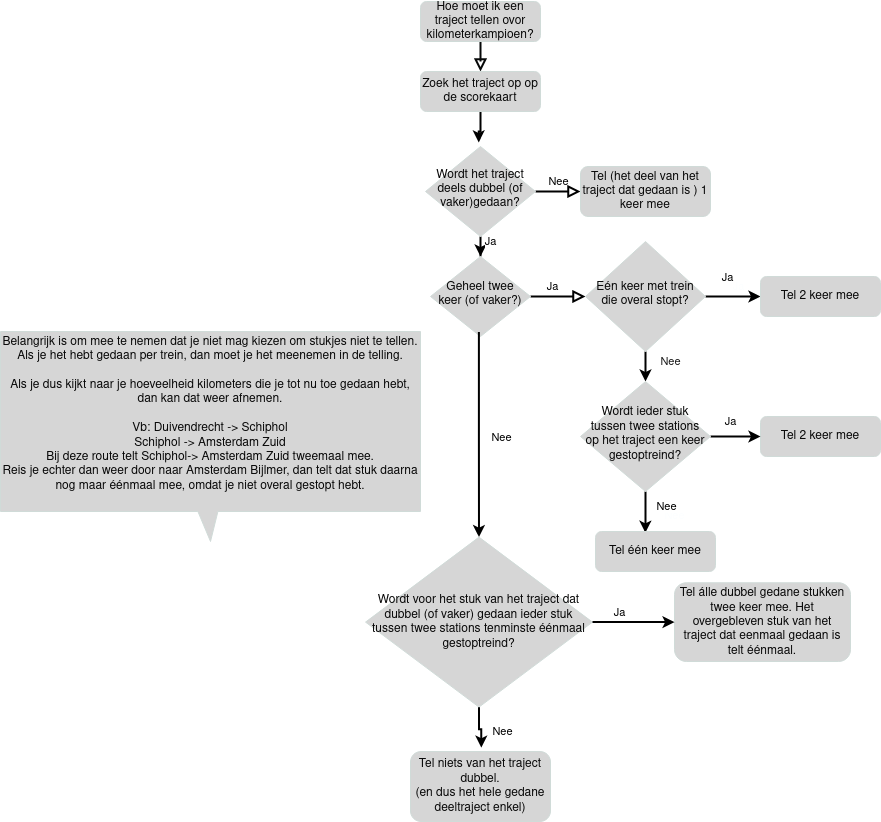 Hoe moet ik een
traject tellen ovor
kilometerkampioen?
Zoek het traject op op
de scorekaart
Wordt het traject
deels dubbel (of
vaker)gedaan?
Nee
Tel (het deel van het
traject dat gedaan is ) 1
keer mee
Ja
Geheel twee
keer (of vaker?)
Ja
Eén keer met trein
die overal stopt?
Ja
Tel 2 keer mee
Nee
Wordt ieder stuk
tussen twee stations
op het traject een keer
gestoptreind?
Ja
Tel 2 keer mee
Nee
Tel één keer mee
Belangrijk is om mee te nemen dat je niet mag kiezen om stukjes niet te tellen.
Als je het hebt gedaan per trein, dan moet je het meenemen in de telling.
Als je dus kijkt naar je hoeveelheid kilometers die je tot nu toe gedaan hebt,
dan kan dat weer afnemen.
Vb: Duivendrecht -> Schiphol
Schiphol -> Amsterdam Zuid
Bij deze route telt Schiphol-> Amsterdam Zuid tweemaal mee.
Reis je echter dan weer door naar Amsterdam Bijlmer, dan telt dat stuk daarna
nog maar éénmaal mee, omdat je niet overal gestopt hebt.
Nee
Wordt voor het stuk van het traject dat
dubbel (of vaker) gedaan ieder stuk
tussen twee stations tenminste éénmaal
gestoptreind?
Ja
Tel álle dubbel gedane stukken
twee keer mee. Het
overgebleven stuk van het
traject dat eenmaal gedaan is
telt éénmaal.
Nee
Tel niets van het traject
dubbel.
(en dus het hele gedane
deeltraject enkel)